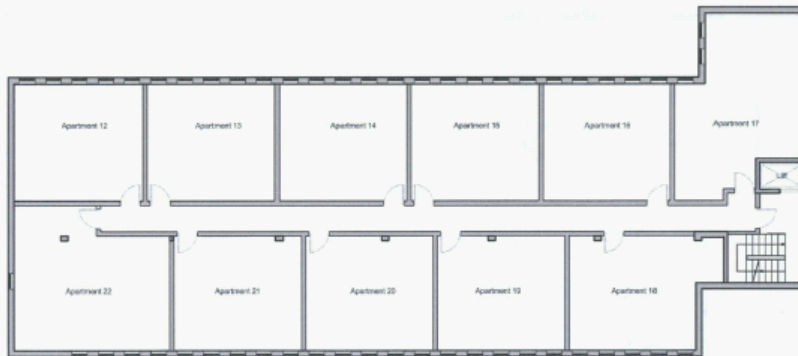 Apartment 12
Apartment 13
Apartment 14
Apartment 15
Apartment 16
Apartment 17
Lift
Apartment 22
Apartment 21
Apartment 20
Apartment 19
Apartment 18